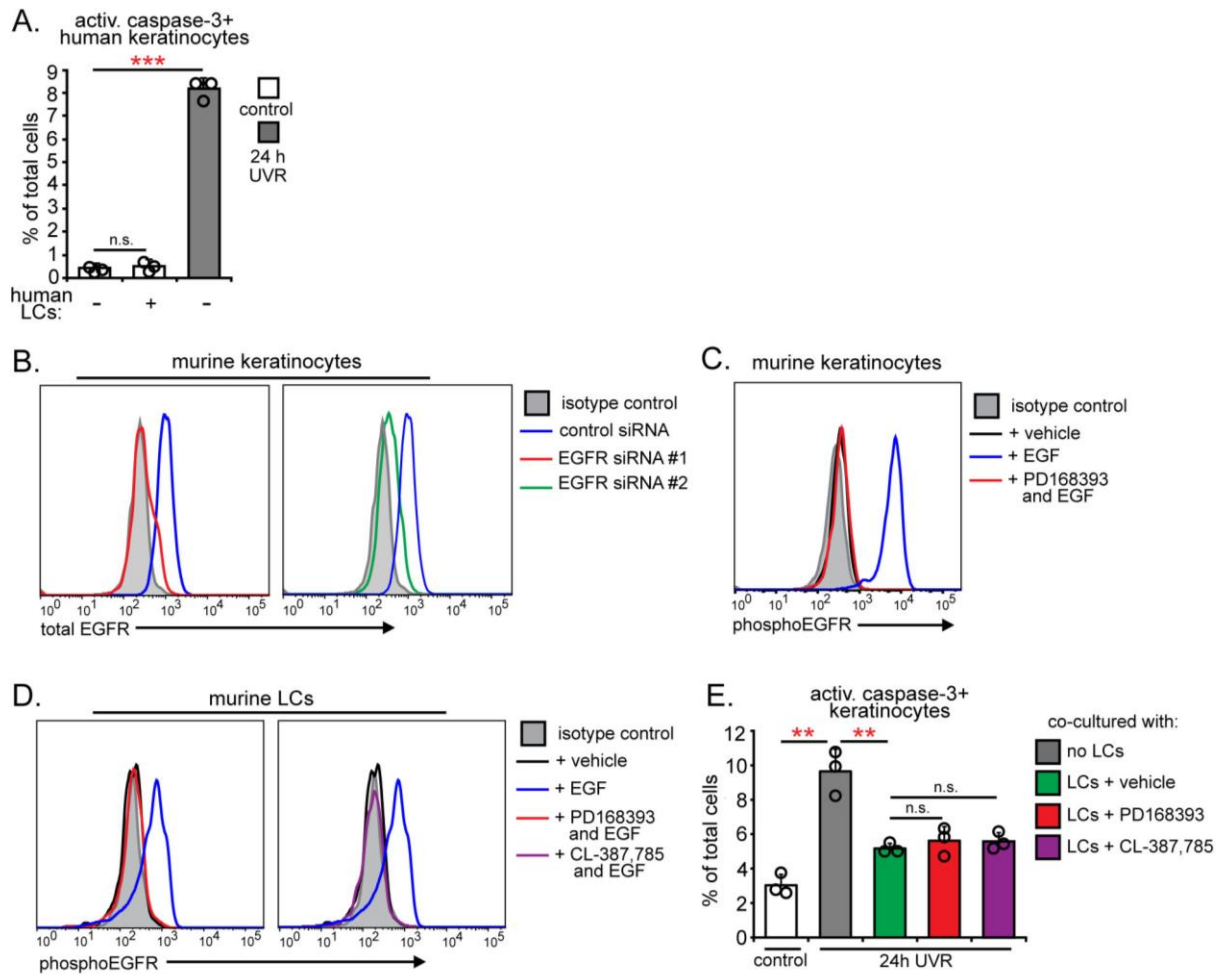 A.
activ. caspase-3+
human keratinocytes
***
% of total cells
9
8
7
6
5
4
3
2
1
0
n.s.
control
24 h
UVR
human
LCs:
- + -
B.
murine keratinocytes
10^0 10^1 10^2 10^3 10^4 10^5
10^0 10^1 10^2 10^3 10^4 10^5
total EGFR
isotype control
control siRNA
EGFR siRNA #1
EGFR siRNA #2
C.
murine keratinocytes
10^0 10^1 10^2 10^3 10^4 10^5
phosphoEGFR
isotype control
+ vehicle
+ EGF
+ PD168393
and EGF
D.
murine LCs
10^0 10^1 10^2 10^3 10^4 10^5
10^0 10^1 10^2 10^3 10^4 10^5
phosphoEGFR
isotype control
+ vehicle
+ EGF
+ PD168393
and EGF
+ CL-387,785
and EGF
E.
activ. caspase-3+
keratinocytes
% of total cells
12
10
8
6
4
2
0
** **
n.s.
n.s.
control 24h UVR
co-cultured with:
no LCs
LCs + vehicle
LCs + PD168393
LCs + CL-387,785